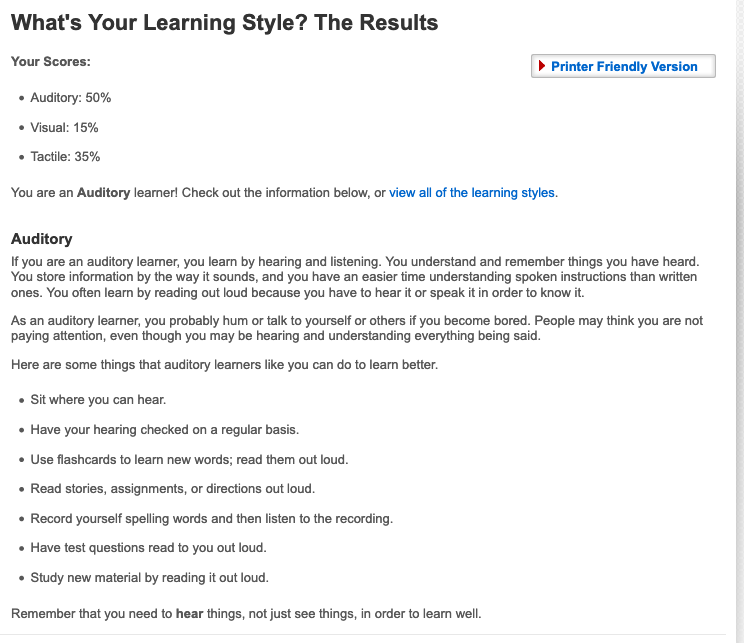 What's Your Learning Style? The Results
Your Scores:
Printer Friendly Version
• Auditory: 50%
• Visual: 15%
• Tactile: 35%
You are an Auditory learner! Check out the information below, or view all of the learning styles.
Auditory
If you are an auditory learner, you learn by hearing and listening. You understand and remember things you have heard.
You store information by the way it sounds, and you have an easier time understanding spoken instructions than written
ones. You often learn by reading out loud because you have to hear it or speak it in order to know it.
As an auditory learner, you probably hum or talk to yourself or others if you become bored. People may think you are not
paying attention, even though you may be hearing and understanding everything being said.
Here are some things that auditory learners like you can do to learn better.
• Sit where you can hear.
• Have your hearing checked on a regular basis.
• Use flashcards to learn new words; read them out loud.
• Read stories, assignments, or directions out loud.
• Record yourself spelling words and then listen to the recording.
• Have test questions read to you out loud.
• Study new material by reading it out loud.
Remember that you need to hear things, not just see things, in order to learn well.